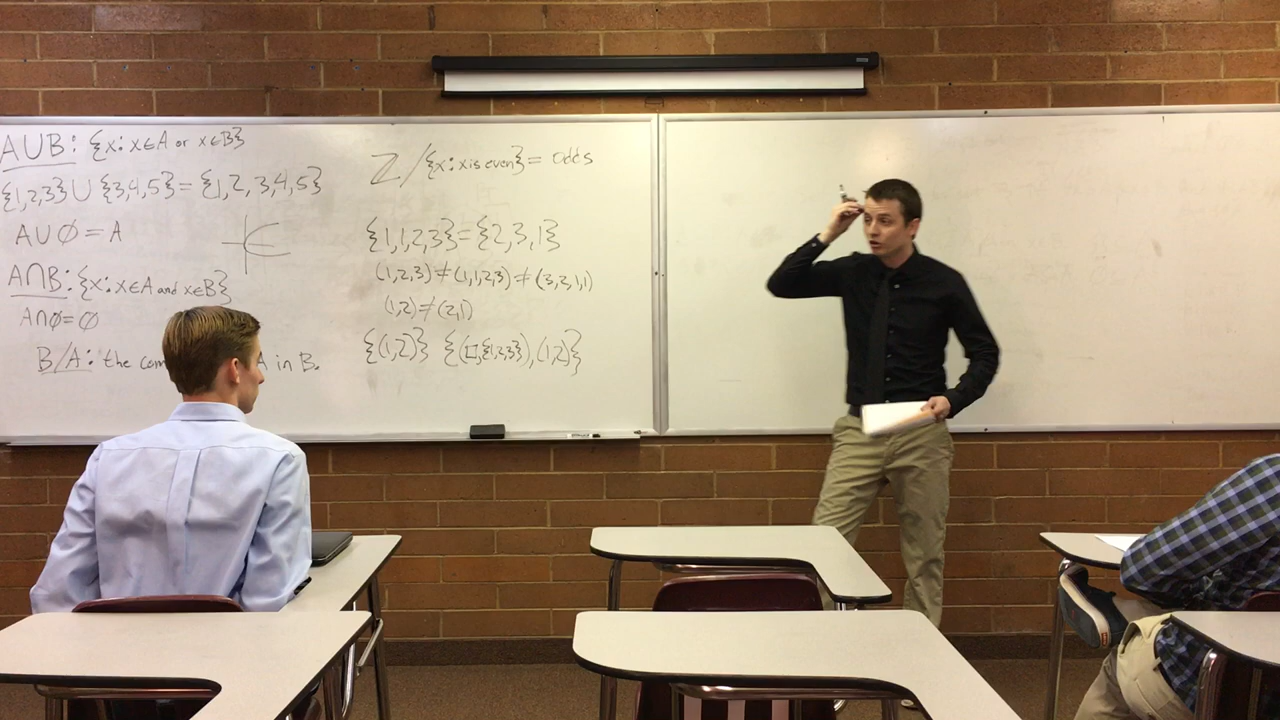 A∪B: {x: x∈A or x∈B}
{1,2,3}∪{3,4,5}={1,2,3,4,5}
A∪∅=A
A∩B: {x: x∈A and x∈B}
A∩∅=∅
B/A: the com A in B.
ℤ/{x: x is even}= odds
{1,1,2,3}={2,3,1}
(1,2,3)≠(1,1,2,3)≠(3,2,1,1)
(1,2)≠(2,1)
{(1,2)} {(□,{1,2,3}),(1,2)}